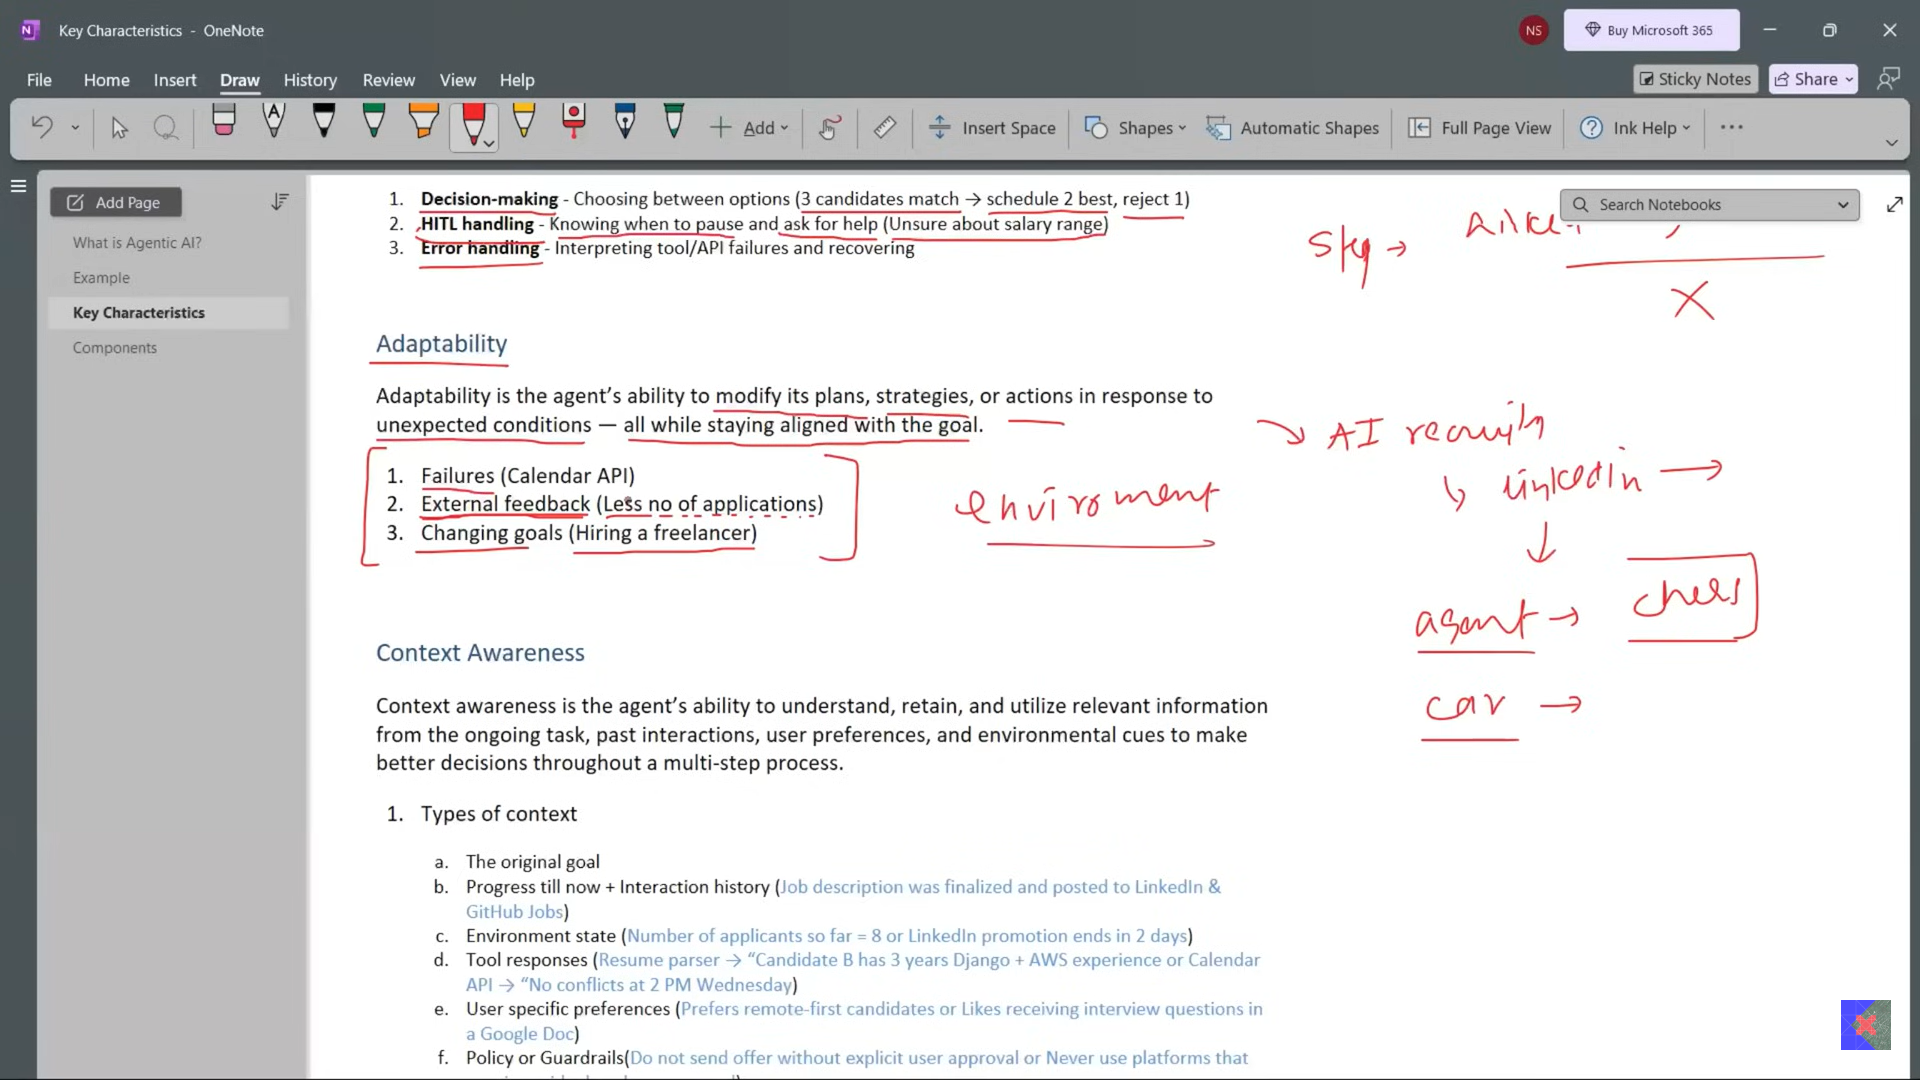 Key Characteristics - OneNote
NS
Buy Microsoft 365
File Home Insert Draw History Review View Help
Sticky Notes
Share
Add
Insert Space
Shapes
Automatic Shapes
Full Page View
Ink Help
Add Page
What is Agentic AI?
Example
Key Characteristics
Components
Search Notebooks
1. Decision-making - Choosing between options (3 candidates match → schedule 2 best, reject 1)
2. HITL handling - Knowing when to pause and ask for help (Unsure about salary range)
3. Error handling - Interpreting tool/API failures and recovering
Step →
X
Adaptability
Adaptability is the agent's ability to modify its plans, strategies, or actions in response to
unexpected conditions — all while staying aligned with the goal.
1. Failures (Calendar API)
2. External feedback (Less no of applications)
3. Changing goals (Hiring a freelancer)
enviroment
AI
linkedin →
agent → chess
car →
Context Awareness
Context awareness is the agent's ability to understand, retain, and utilize relevant information
from the ongoing task, past interactions, user preferences, and environmental cues to make
better decisions throughout a multi-step process.
1. Types of context
a. The original goal
b. Progress till now + Interaction history (Job description was finalized and posted to LinkedIn &
GitHub Jobs)
c. Environment state (Number of applicants so far = 8 or LinkedIn promotion ends in 2 days)
d. Tool responses (Resume parser → “Candidate B has 3 years Django + AWS experience or Calendar
API → “No conflicts at 2 PM Wednesday)
e. User specific preferences (Prefers remote-first candidates or Likes receiving interview questions in
a Google Doc)
f. Policy or Guardrails(Do not send offer without explicit user approval or Never use platforms that